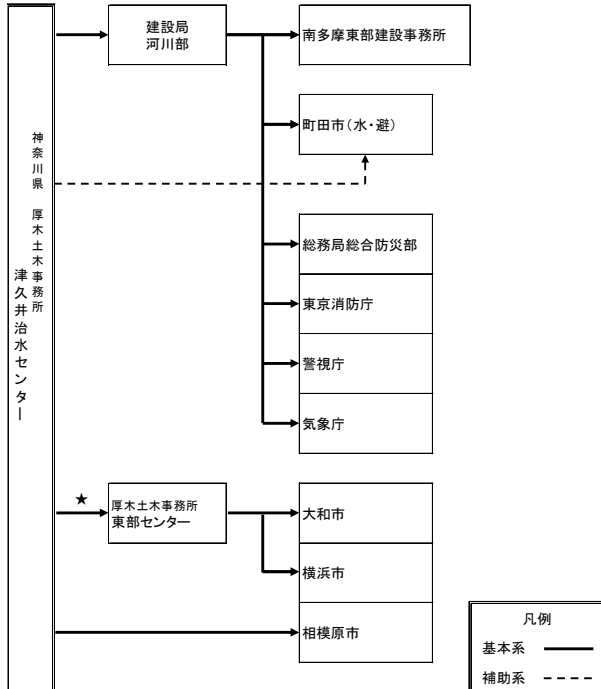 神奈川県 厚木土木事務所
津久井治水センター
建設局
河川部
南多摩東部建設事務所
町田市(水・避)
総務局総合防災部
東京消防庁
警視庁
気象庁
★
厚木土木事務所
東部センター
大和市
横浜市
相模原市
凡例
基本系
補助系